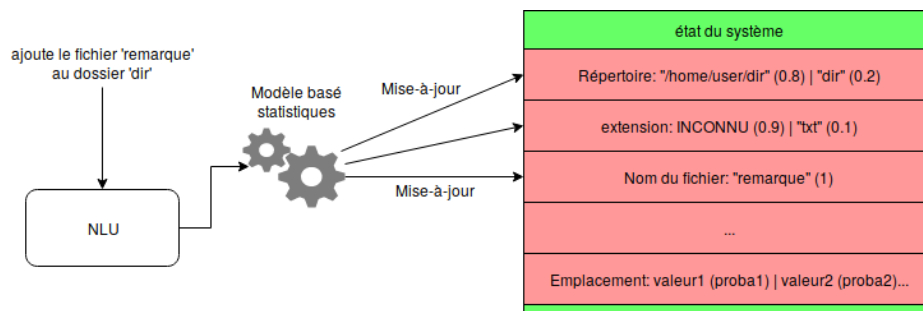 ajoute le fichier 'remarque'
au dossier 'dir'
NLU
Modèle basé
statistiques
Mise-à-jour
Mise-à-jour
état du système
Répertoire: "/home/user/dir" (0.8) | "dir" (0.2)
extension: INCONNU (0.9) | "txt" (0.1)
Nom du fichier: "remarque" (1)
...
Emplacement: valeur1 (proba1) | valeur2 (proba2)...